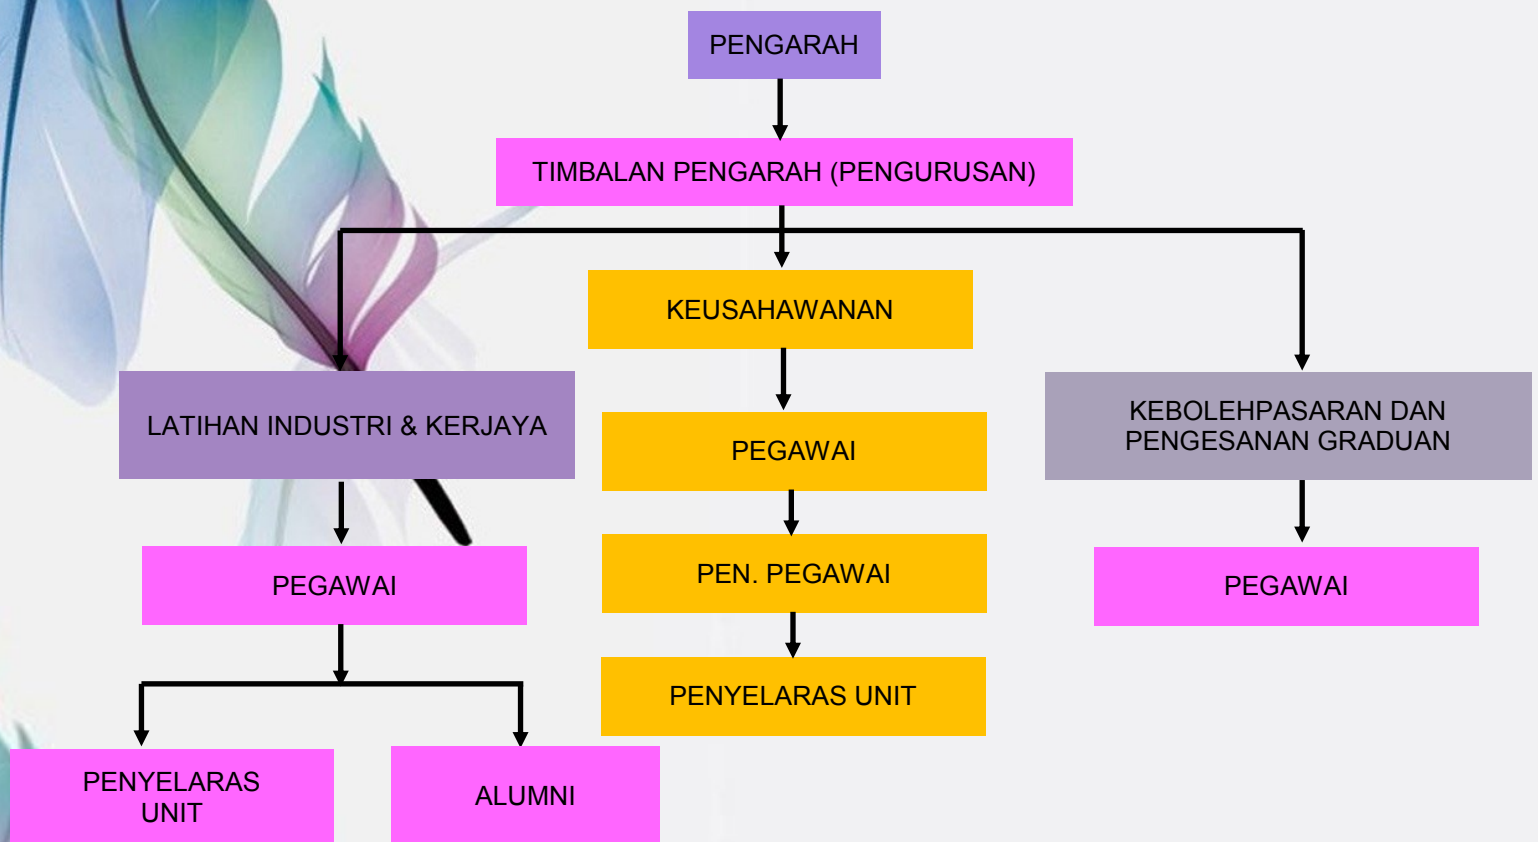 PENGARAH
TIMBALAN PENGARAH (PENGURUSAN)
KEUSAHAWANAN
LATIHAN INDUSTRI & KERJAYA
KEBOLEHPASARAN DAN
PENGESANAN GRADUAN
PEGAWAI
PEN. PEGAWAI
PEGAWAI
PEGAWAI
PENYELARAS UNIT
PENYELARAS
UNIT
ALUMNI